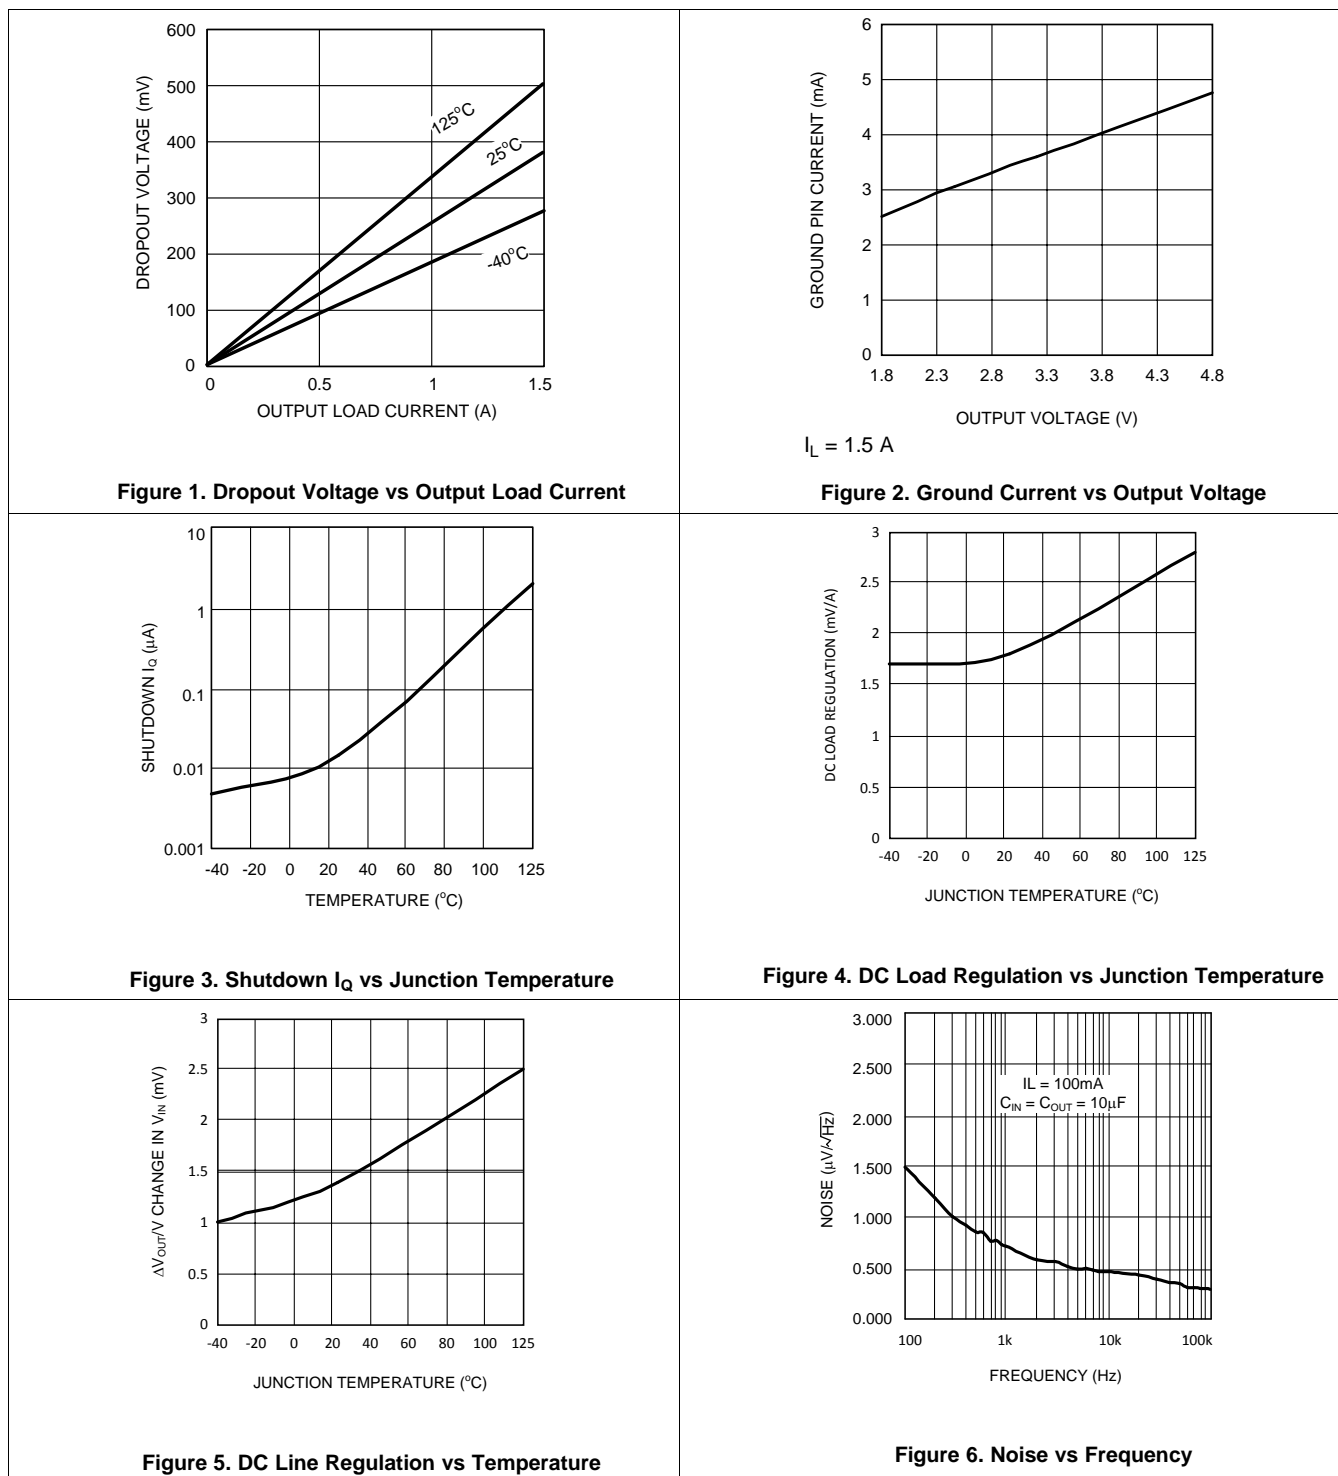 600
500
400
300
200
100
0
0 0.5 1 1.5
DROPOUT VOLTAGE (mV)
125°C
25°C
-40°C
OUTPUT LOAD CURRENT (A)
Figure 1. Dropout Voltage vs Output Load Current
6
5
4
3
2
1
0
1.8 2.3 2.8 3.3 3.8 4.3 4.8
GROUND PIN CURRENT (mA)
OUTPUT VOLTAGE (V)
I_L = 1.5 A
Figure 2. Ground Current vs Output Voltage
10
1
0.1
0.01
0.001
-40 -20 0 20 40 60 80 100 125
SHUTDOWN I_Q (μA)
TEMPERATURE (°C)
Figure 3. Shutdown I_Q vs Junction Temperature
3
2.5
2
1.5
1
0.5
0
-40 -20 0 20 40 60 80 100 125
DC LOAD REGULATION (mV/A)
JUNCTION TEMPERATURE (°C)
Figure 4. DC Load Regulation vs Junction Temperature
3
2.5
2
1.5
1
0.5
0
-40 -20 0 20 40 60 80 100 125
ΔV_OUT/V CHANGE IN V_IN (mV)
JUNCTION TEMPERATURE (°C)
Figure 5. DC Line Regulation vs Temperature
3.000
2.500
2.000
1.500
1.000
0.500
0.000
100 1k 10k 100k
NOISE (μV/√Hz)
IL = 100mA
C_IN = C_OUT = 10μF
FREQUENCY (Hz)
Figure 6. Noise vs Frequency